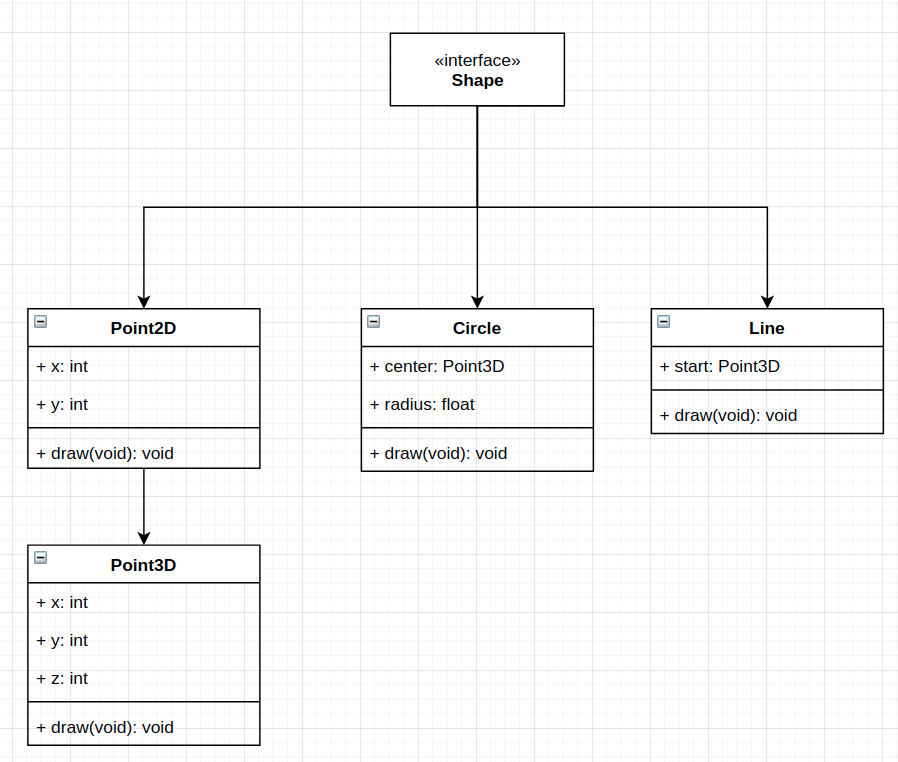 «interface»
Shape
Point2D
+ x: int
+ y: int
+ draw(void): void
Circle
+ center: Point3D
+ radius: float
+ draw(void): void
Line
+ start: Point3D
+ draw(void): void
Point3D
+ x: int
+ y: int
+ z: int
+ draw(void): void